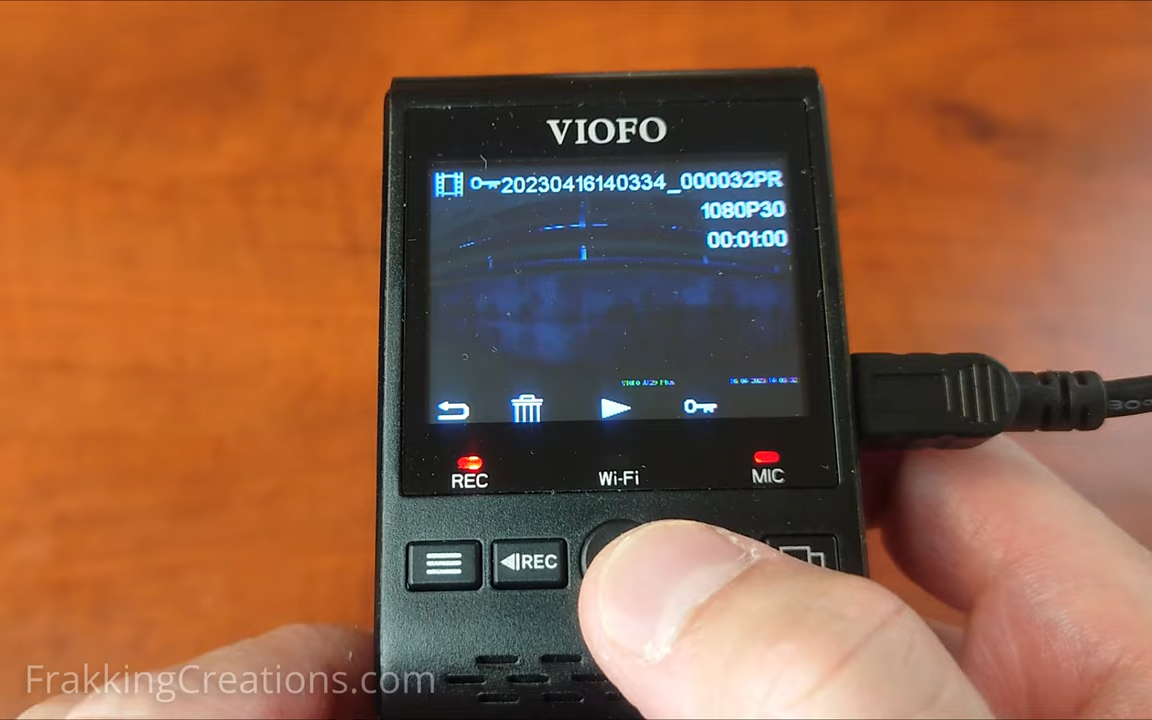 VIOFO
20230416140334_000032PR
1080P30
00:01:00
REC
Wi-Fi
MIC
REC
FrakkingCreations.com